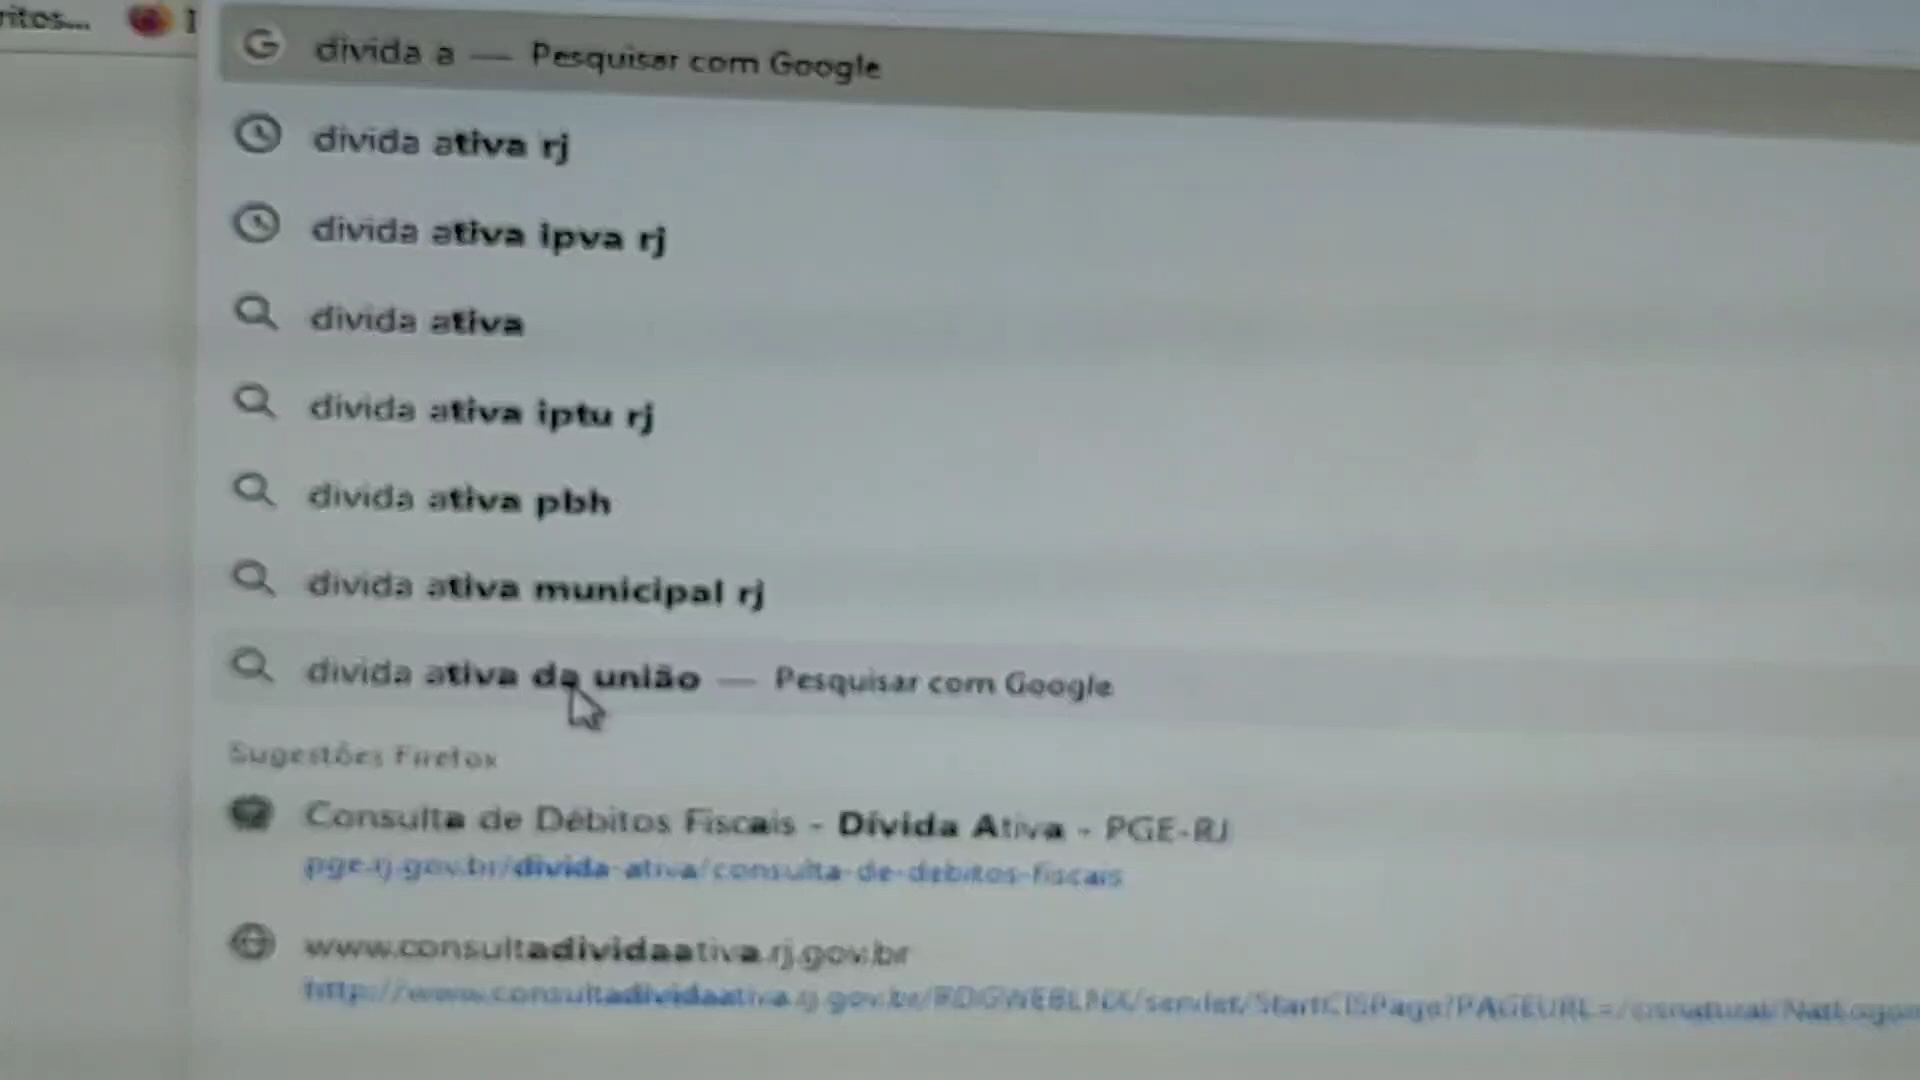 divida a — Pesquisar com Google
divida ativa rj
divida ativa ipva rj
divida ativa
divida ativa iptu rj
divida ativa pbh
divida ativa municipal rj
divida ativa da união — Pesquisar com Google
Sugestões Firefox
Consulta de Débitos Fiscais - Dívida Ativa - PGE-RJ
pge.rj.gov.br/divida-ativa/consulta-de-debitos-fiscais
www.consultadividaativa.rj.gov.br